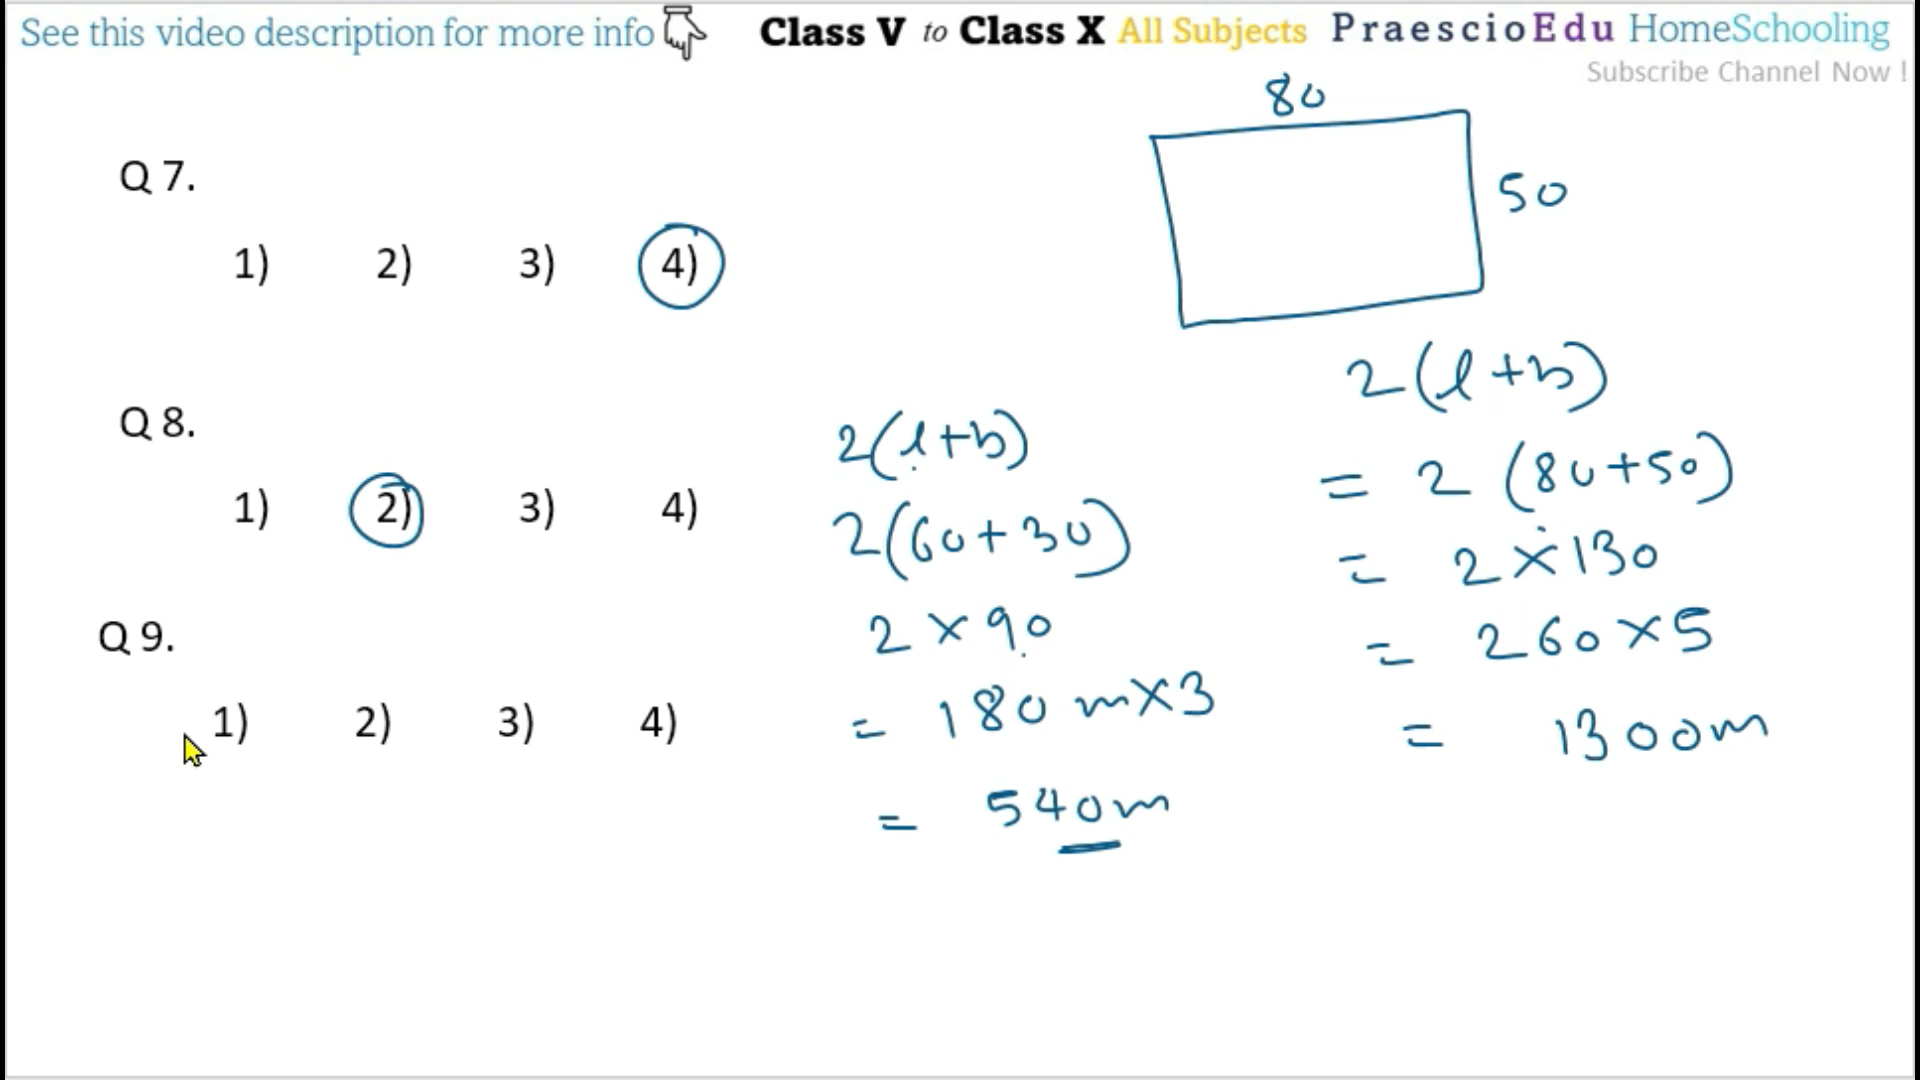 See this video description for more info Class V to Class X All Subjects PraescioEdu HomeSchooling
Subscribe Channel Now !
80
50
Q 7.
1) 2) 3) 4)
Q 8.
1) 2) 3) 4)
Q 9.
1) 2) 3) 4)
2(l+b)
2(60+30)
2×90
= 180 m×3
= 540m
2(l+b)
= 2 (80+50)
= 2×130
= 260×5
= 1300m